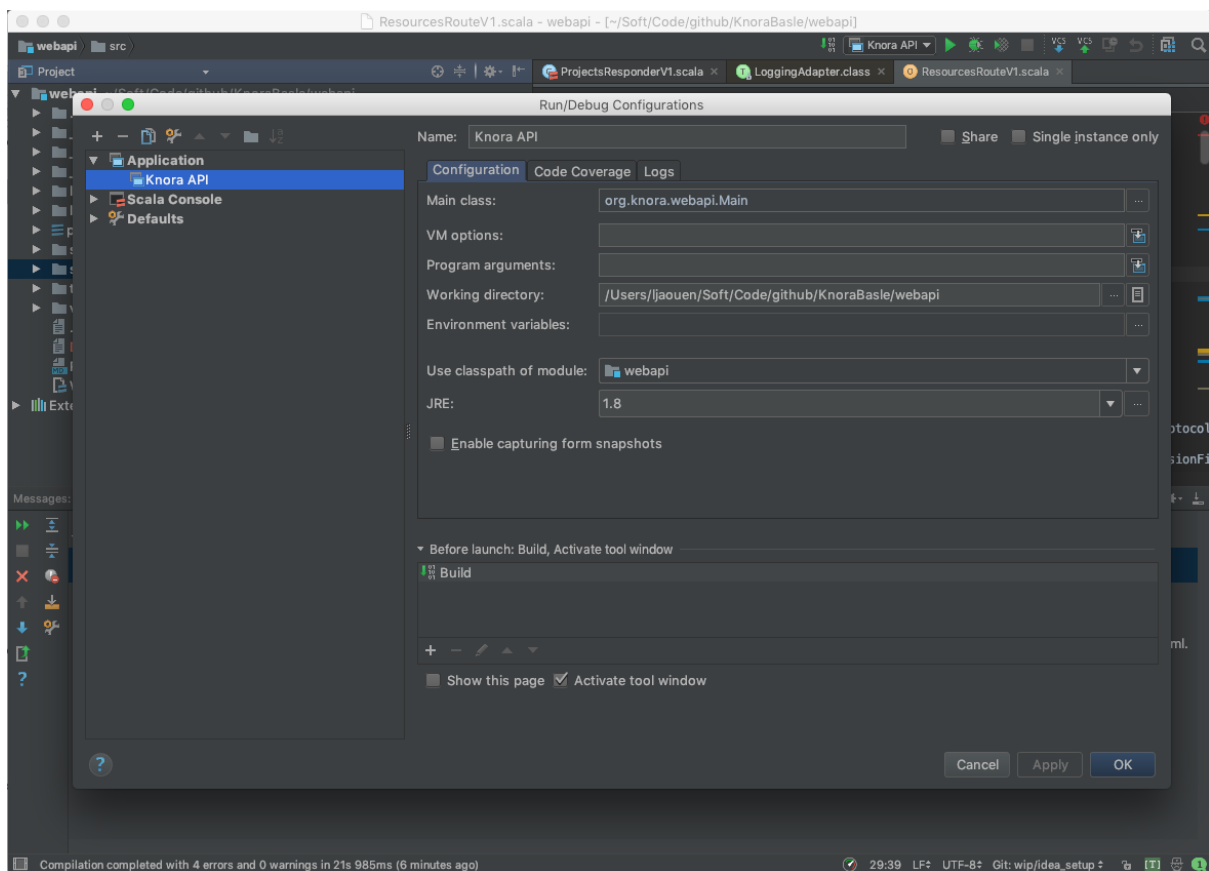 ResourcesRouteV1.scala - webapi - [~/Soft/Code/github/KnoraBasle/webapi]
webapi src Knora API VCS VCS
Project ProjectsResponderV1.scala LoggingAdapter.class ResourcesRouteV1.scala
Run/Debug Configurations
Name: Knora API Share Single instance only
Application
Knora API
Scala Console
Defaults
Configuration Code Coverage Logs
Main class: org.knora.webapi.Main
VM options:
Program arguments:
Working directory: /Users/ljaouen/Soft/Code/github/KnoraBasle/webapi
Environment variables:
Use classpath of module: webapi
JRE: 1.8
Enable capturing form snapshots
Messages:
Before launch: Build, Activate tool window
Build
ml.
Show this page Activate tool window
? Cancel Apply OK
Compilation completed with 4 errors and 0 warnings in 21s 985ms (6 minutes ago) 29:39 LF UTF-8 Git: wip/idea_setup [T] 1